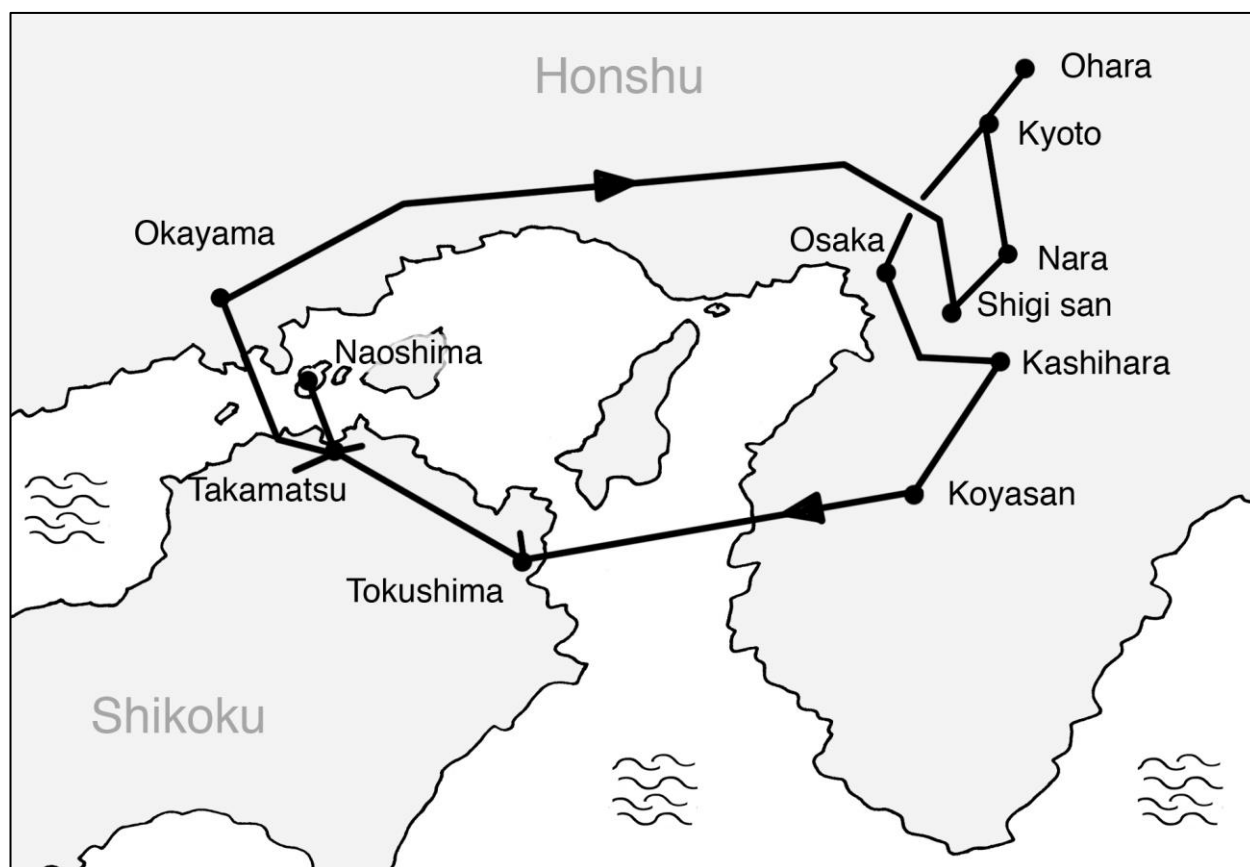 Honshu
Ohara
Kyoto
Okayama
Osaka
Nara
Shigi san
Naoshima
Kashihara
Takamatsu
Koyasan
Tokushima
Shikoku